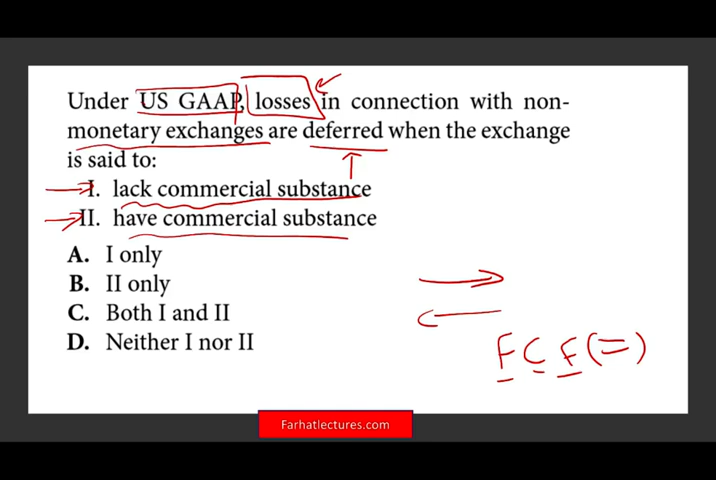 Under US GAAP, losses in connection with non-
monetary exchanges are deferred when the exchange
is said to:
I. lack commercial substance
II. have commercial substance
A. I only
B. II only
C. Both I and II
D. Neither I nor II
F C F (=)
Farhatlectures.com